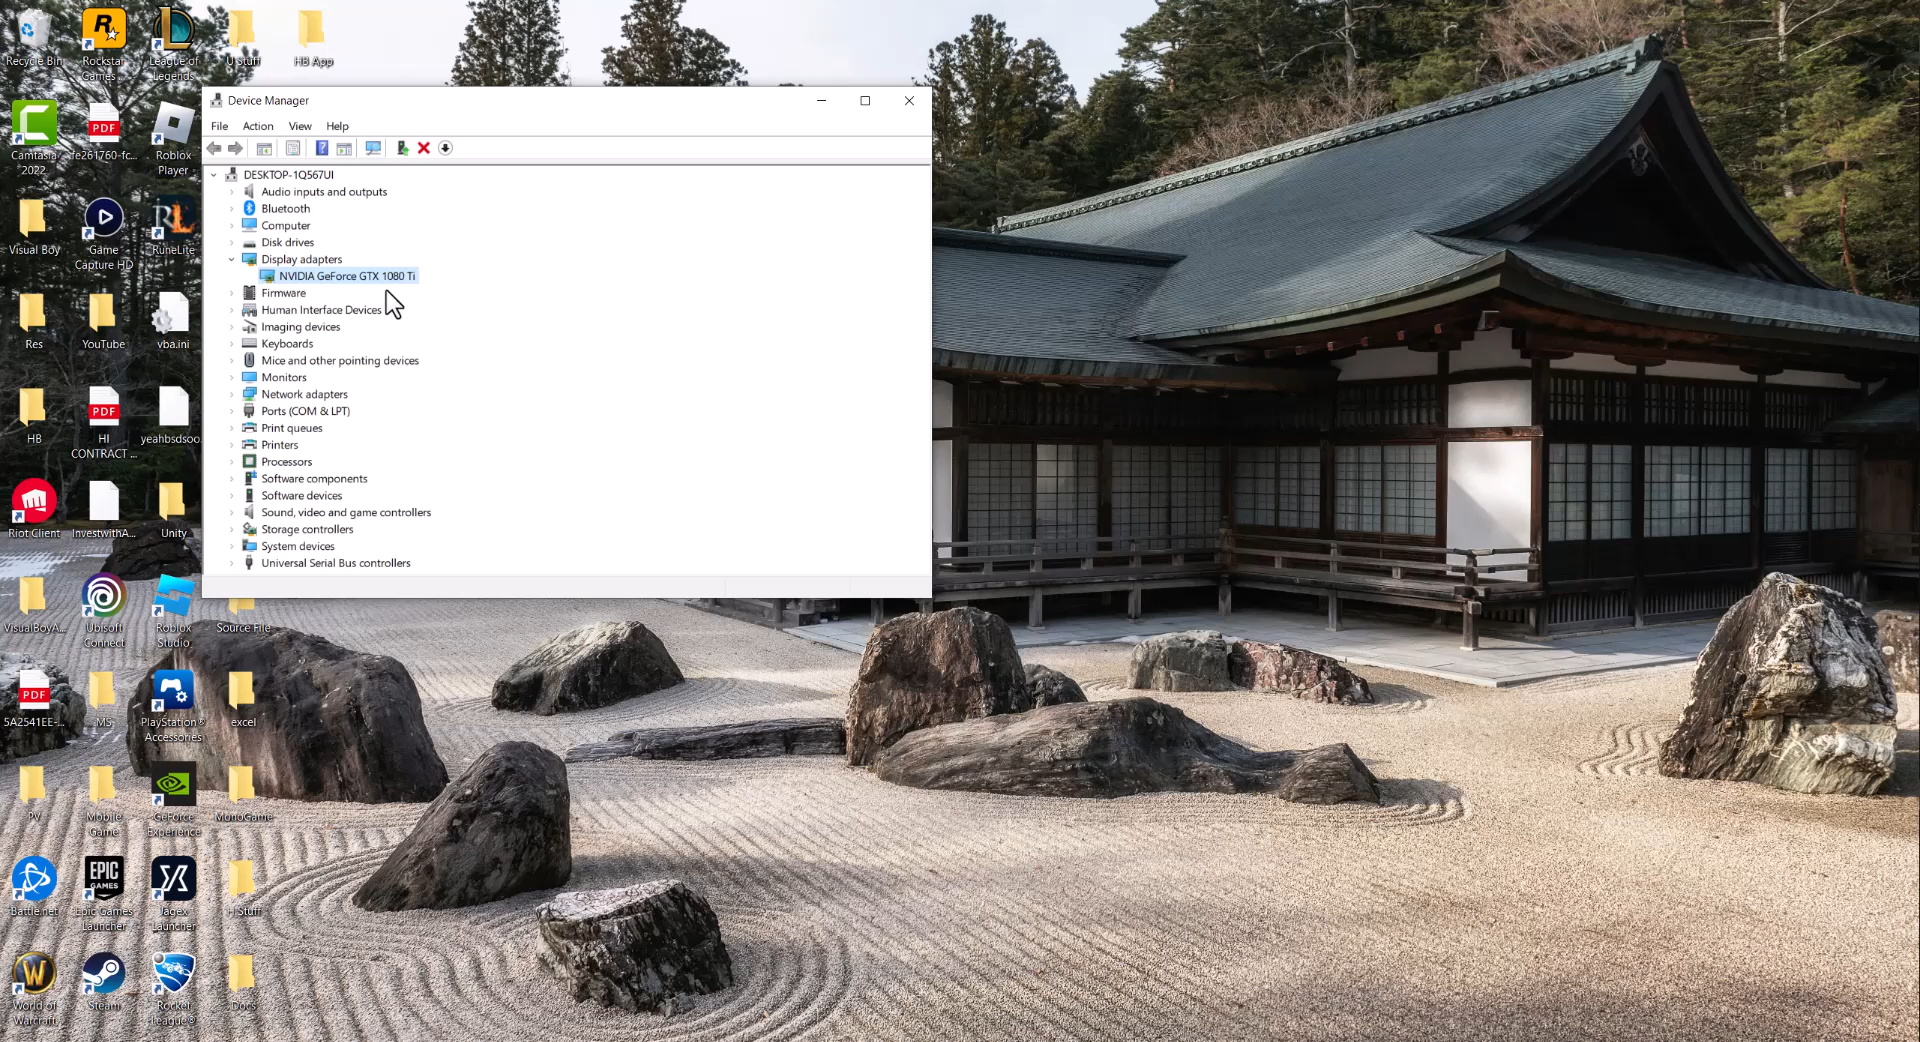 Device Manager
File Action View Help
DESKTOP-1Q567UI
Audio inputs and outputs
Bluetooth
Computer
Disk drives
Display adapters
NVIDIA GeForce GTX 1080 Ti
Firmware
Human Interface Devices
Imaging devices
Keyboards
Mice and other pointing devices
Monitors
Network adapters
Ports (COM & LPT)
Print queues
Printers
Processors
Software components
Software devices
Sound, video and game controllers
Storage controllers
System devices
Universal Serial Bus controllers
Recycle Bin
Rockstar
Games ...
League of
Legends
U Stuff
HB App
Camtasia
2022
PDF
fe261760-fc...
Roblox
Player
Visual Boy
Game
Capture HD
RuneLite
Res
YouTube
vba.ini
HB
PDF
HI
CONTRACT ...
yeahbsdsoo...
Riot Client
InvestwithA...
Unity
VisualBoyA...
Ubisoft
Connect
Roblox
Studio
Source File
PDF
5A2541EE-...
MS
PlayStation®
Accessories
excel
PV
Mobile
Game
GeForce
Experience
MonoGame
Battle.net
EPIC
GAMES
Epic Games
Launcher
Jagex
Launcher
H Stuff
World of
Warcraft
Steam
Rocket
League®
Docs